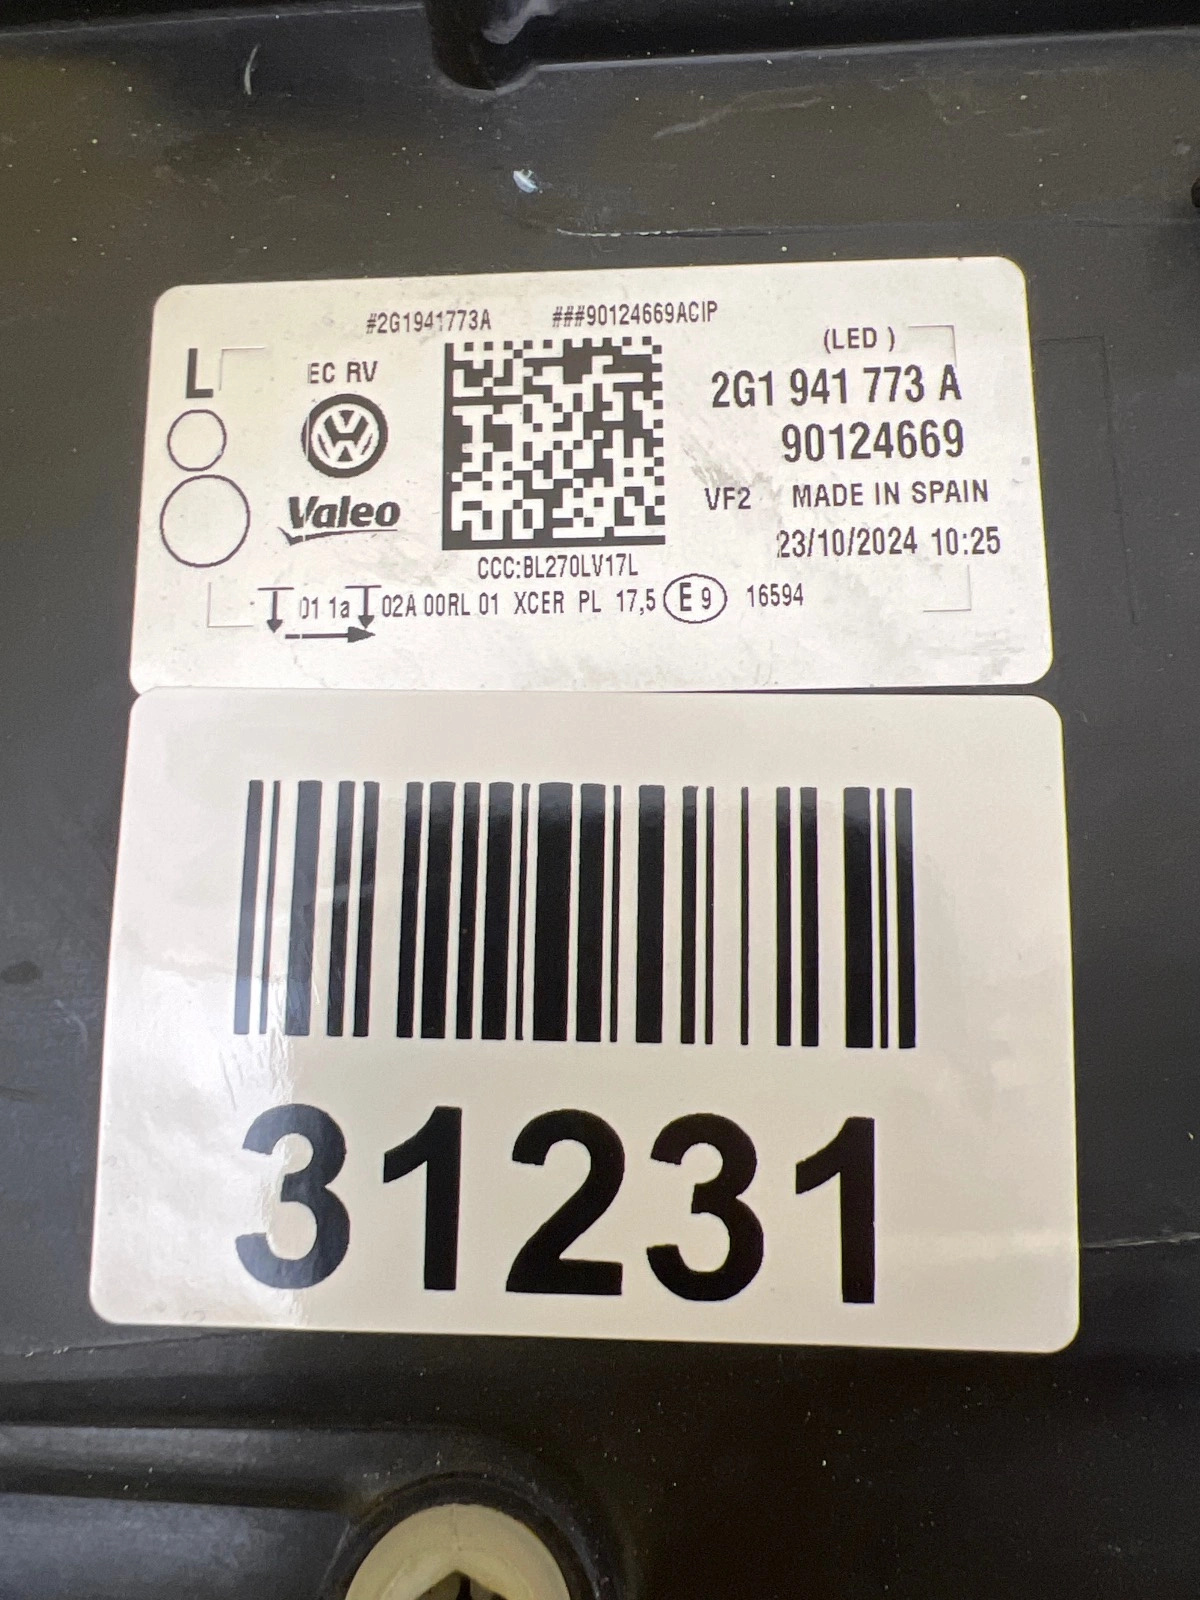 #2G1941773A ###90124669ACIP
L
EC RV
(LED )
2G1 941 773 A
90124669
Valeo
VF2 MADE IN SPAIN
23/10/2024 10:25
CCC:BL270LV17L
01 1a 02A 00RL 01 XCER PL 17,5 E9 16594
31231